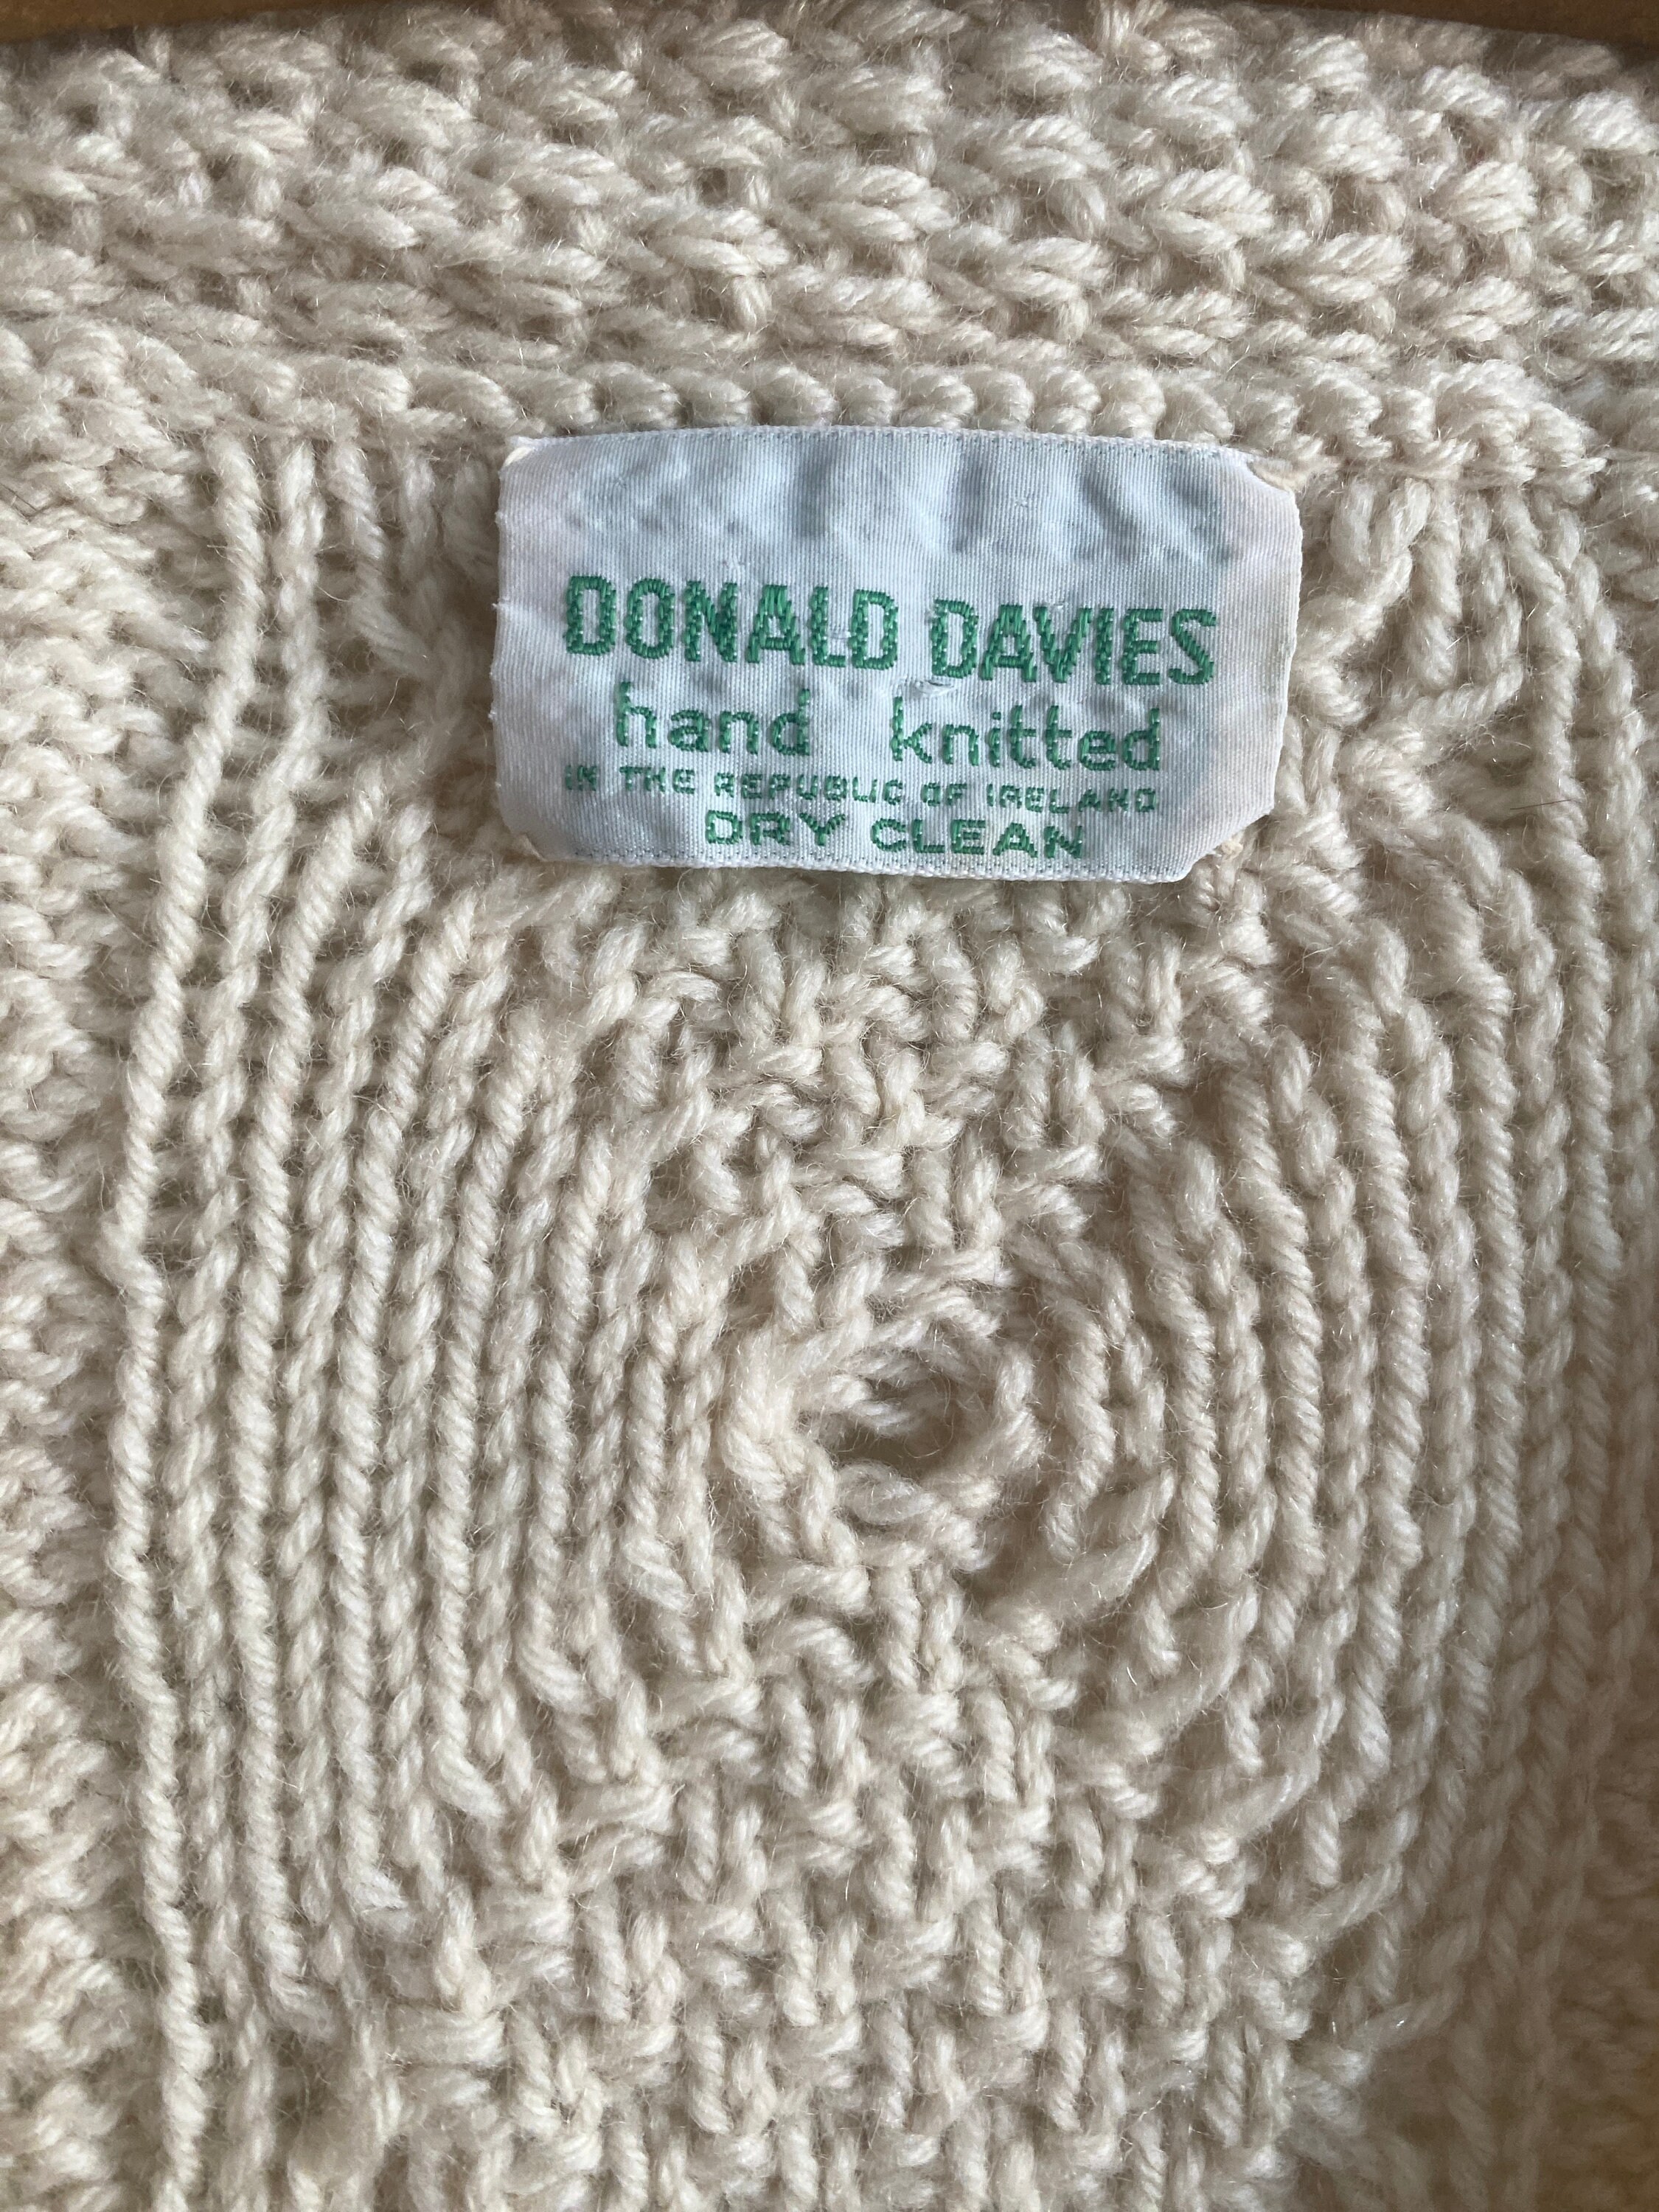 DONALD DAVIES
hand knitted
IN THE REPUBLIC OF IRELAND
DRY CLEAN